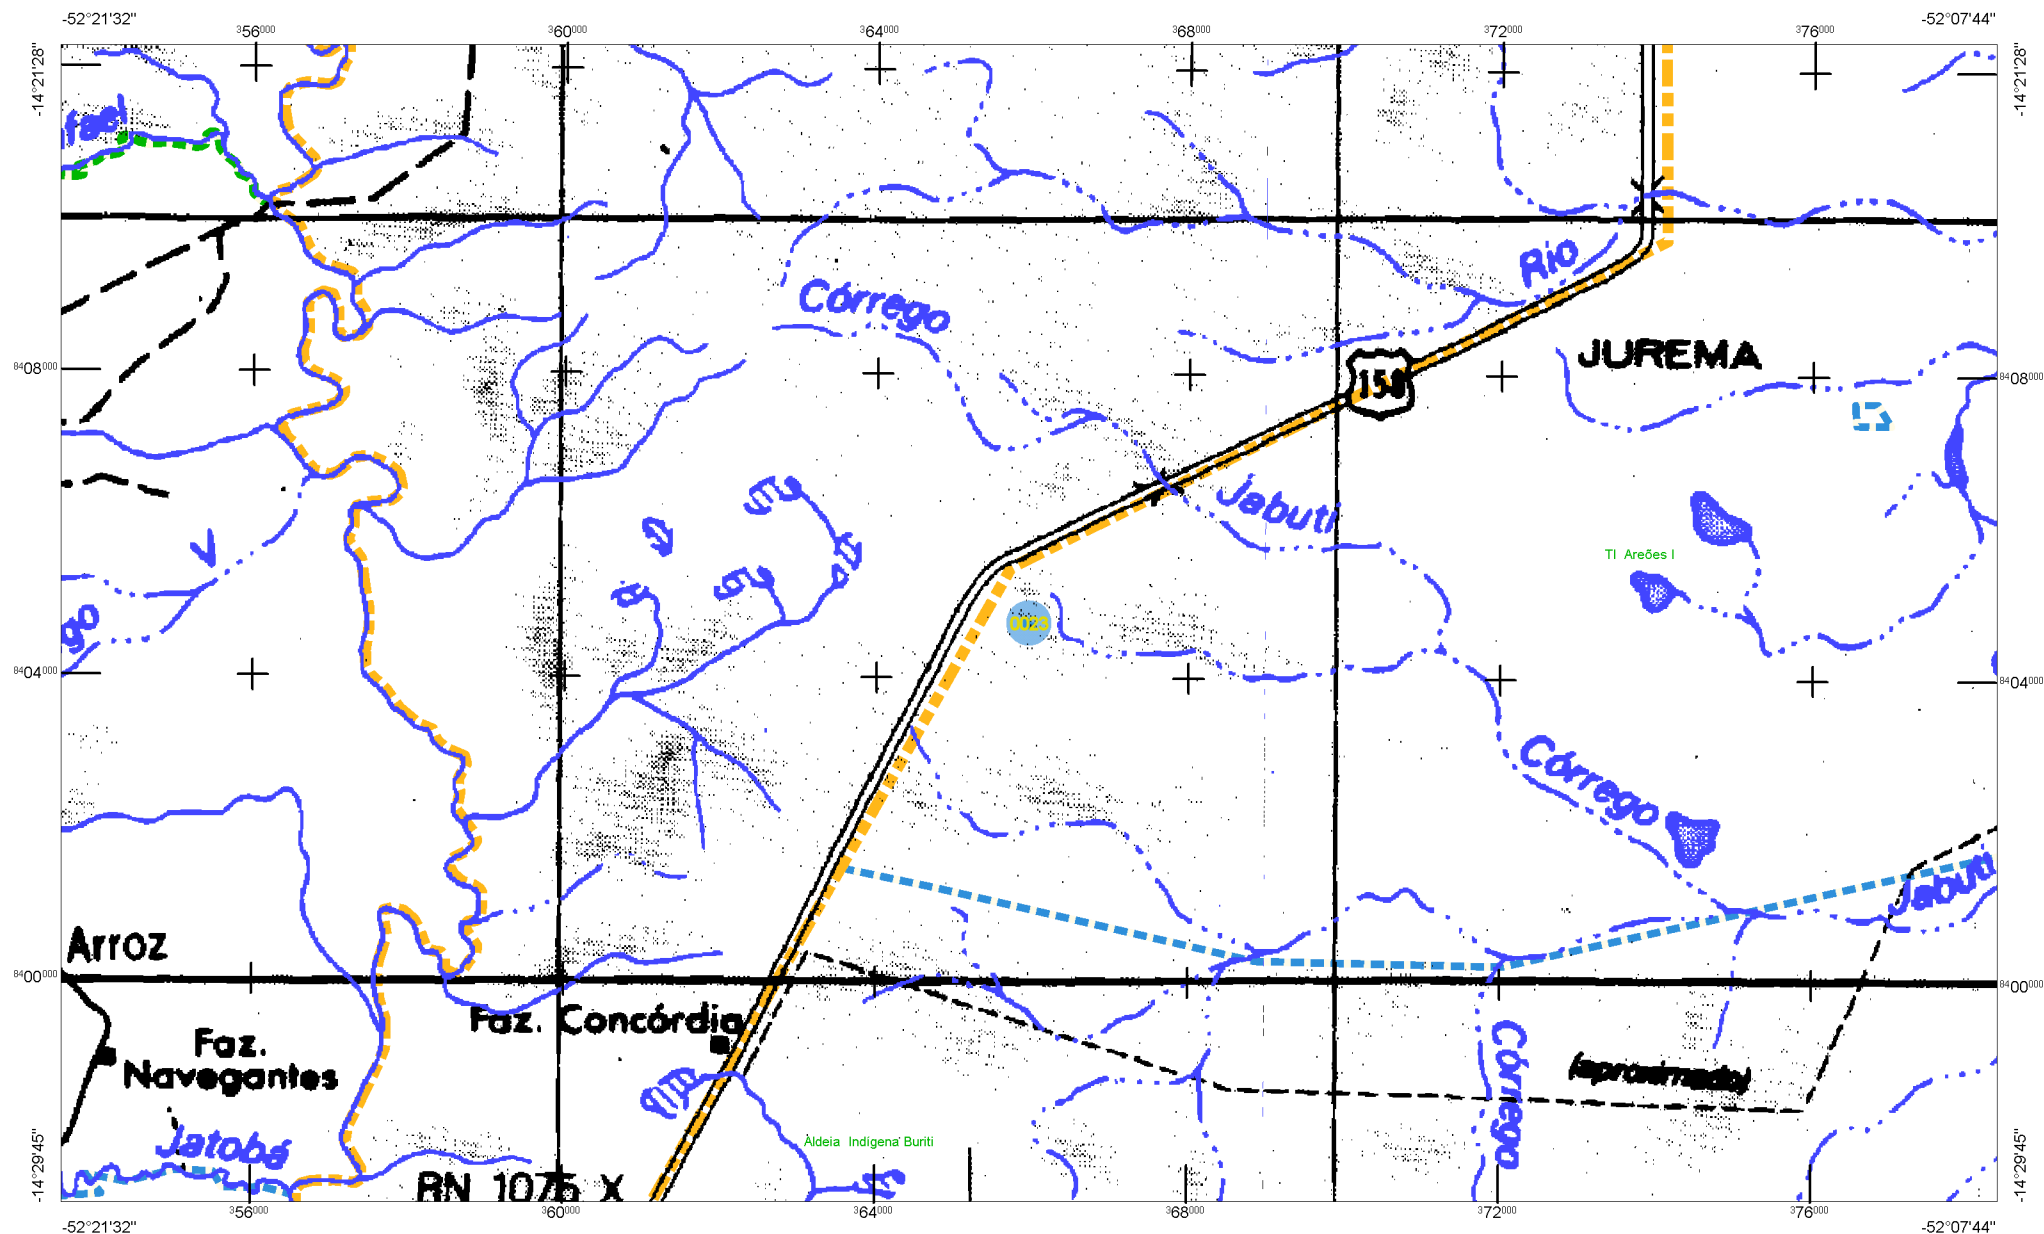 -52°21'32"
-52°07'44"
356000
360000
364000
368000
372000
376000
-14°21'28"
-14°21'28"
Rio
Córrego
JUREMA
158
8408000
8408000
Jabuti
TI Areões I
go
0023
8404000
8404000
Córrego
Jabuti
Arroz
8400000
8400000
Faz. Concórdia
Faz.
Navegantes
(aproximado)
Córrego
Jatobá
Aldeia Indígena Buriti
RN 1075 X
-14°29'45"
-14°29'45"
356000
360000
364000
368000
372000
376000
-52°21'32"
-52°07'44"